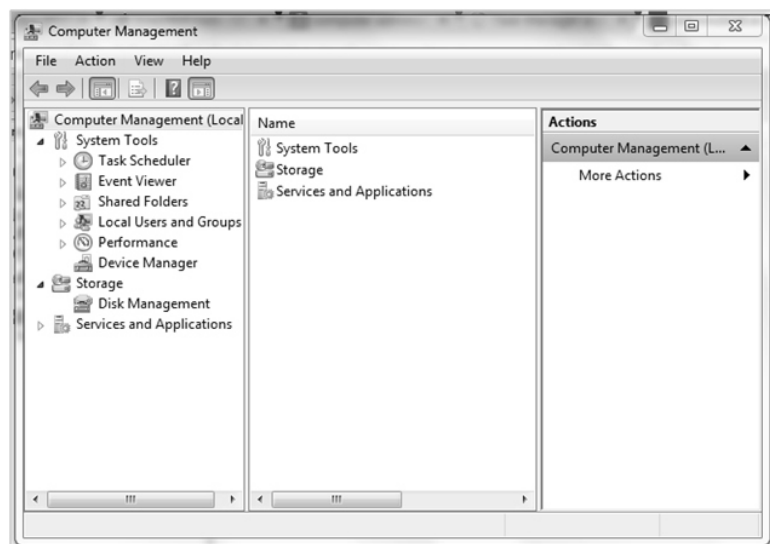 Computer Management
File Action View Help
Computer Management (Local
System Tools
Task Scheduler
Event Viewer
Shared Folders
Local Users and Groups
Performance
Device Manager
Storage
Disk Management
Services and Applications
Name
System Tools
Storage
Services and Applications
Actions
Computer Management (L...
More Actions